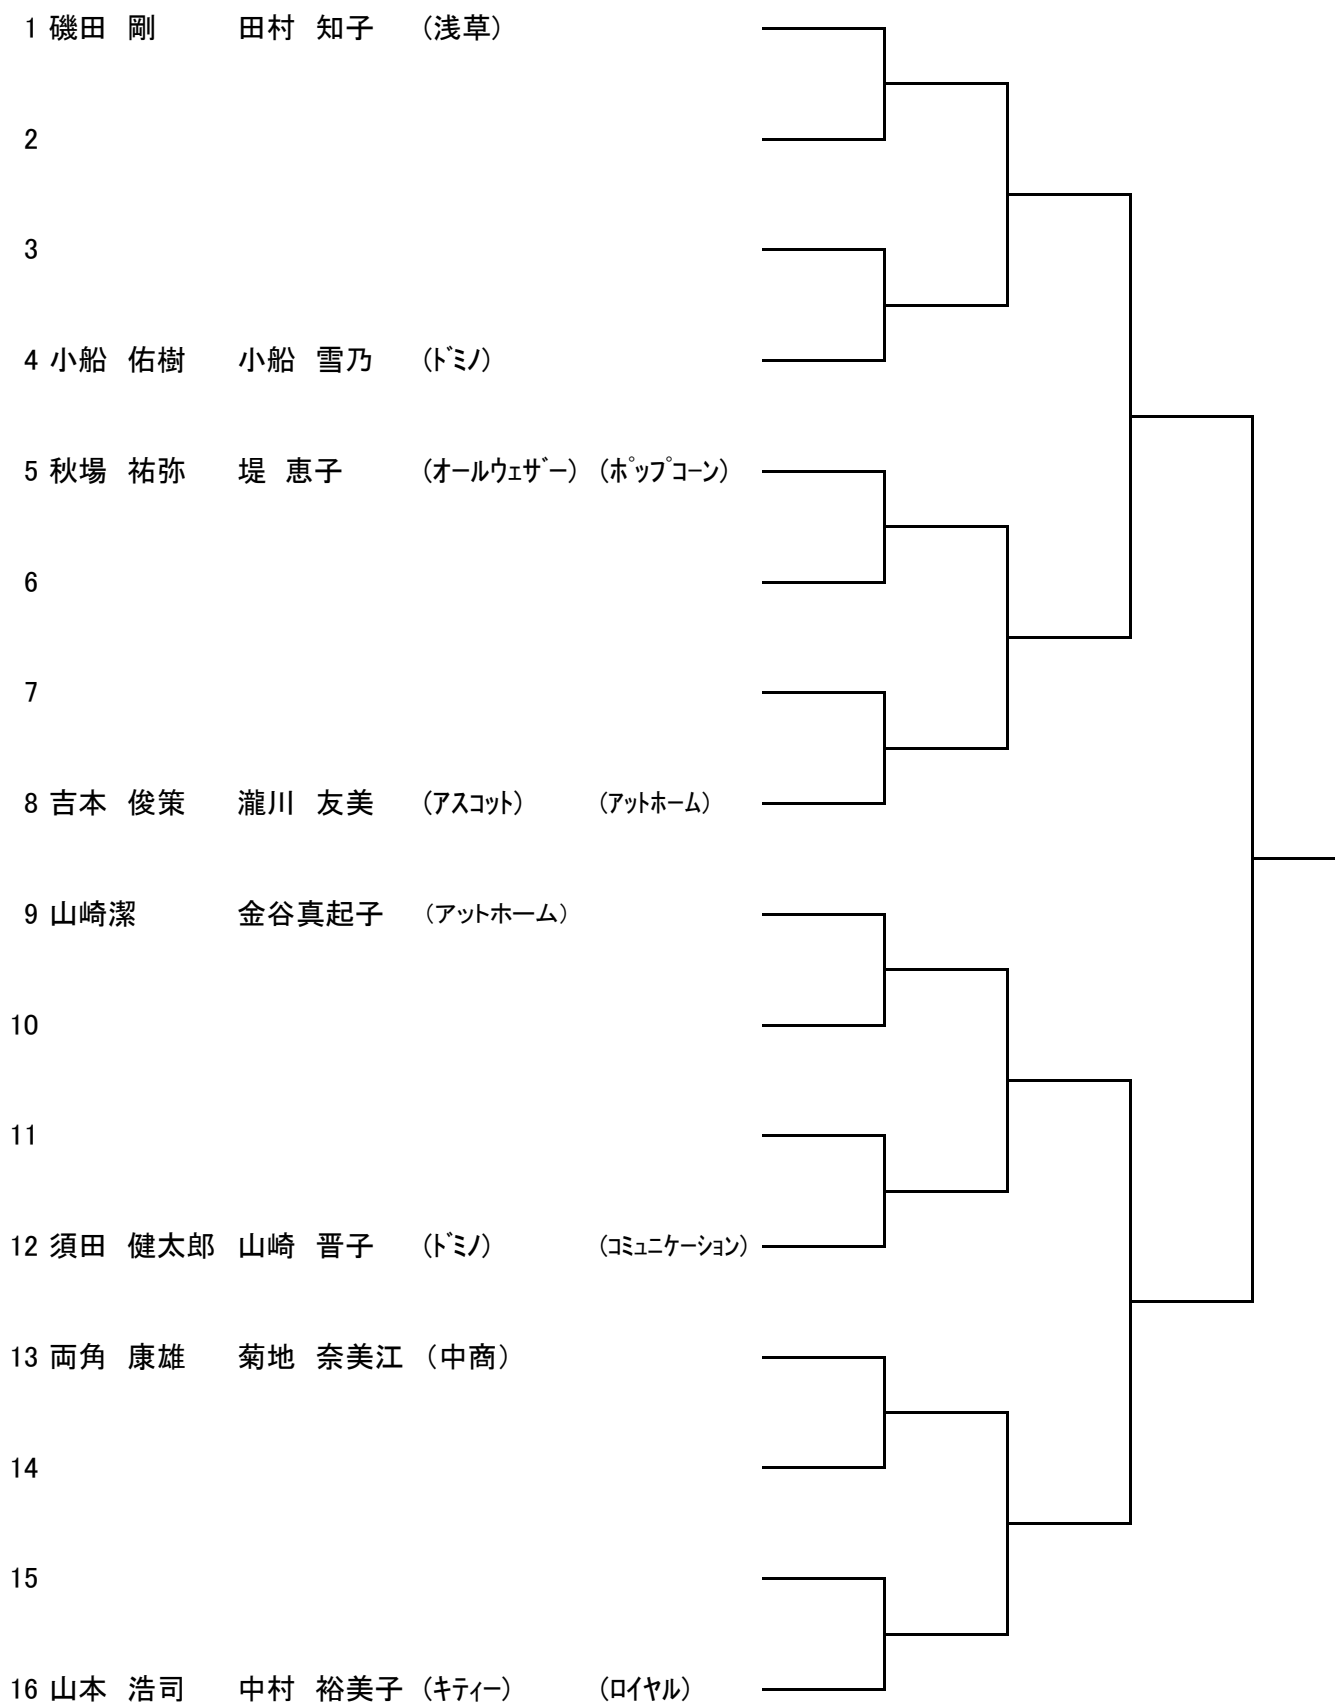 1 磯田 剛 田村 知子 (浅草)
2
3
4 小船 佑樹 小船 雪乃 (ﾄﾞﾐﾉ)
5 秋場 祐弥 堤 恵子 (オールウェザー) (ポップコーン)
6
7
8 吉本 俊策 瀧川 友美 (アスコット) (アットホーム)
9 山崎潔 金谷真起子 (アットホーム)
10
11
12 須田 健太郎 山崎 晋子 (ﾄﾞﾐﾉ) (コミュニケーション)
13 両角 康雄 菊地 奈美江 (中商)
14
15
16 山本 浩司 中村 裕美子 (キティー) (ロイヤル)